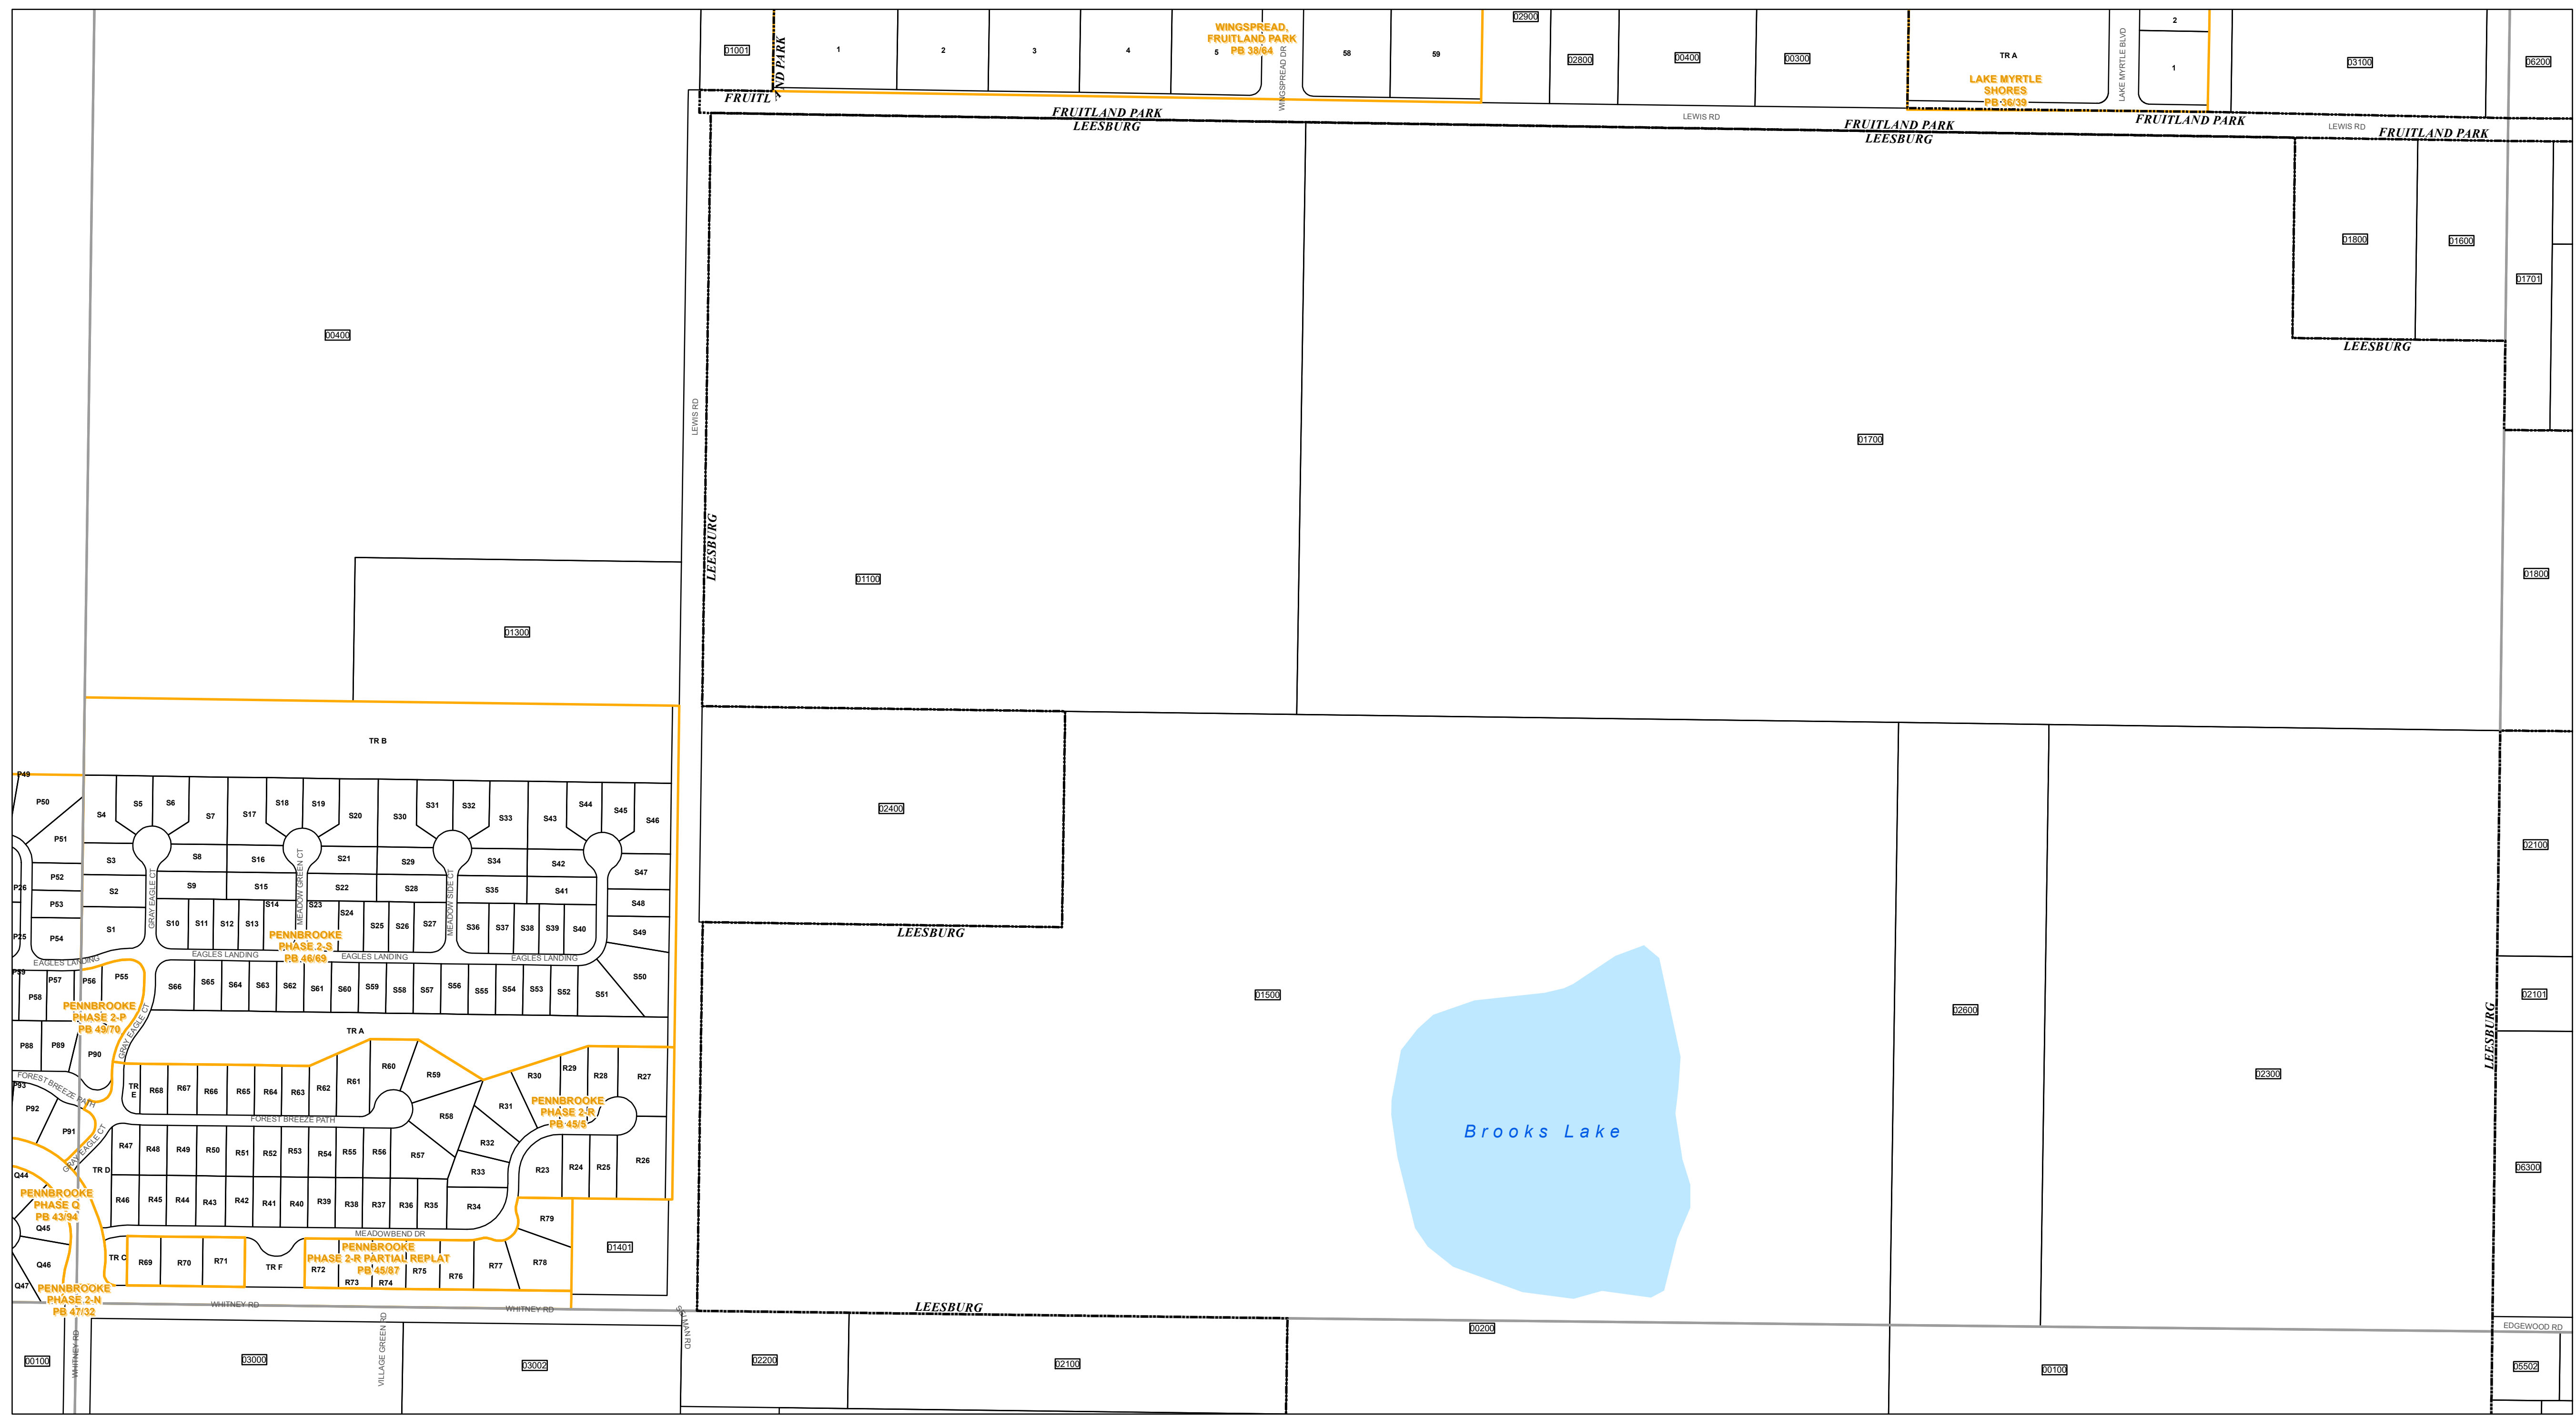 02900
2
WINGSPREAD,
FRUITLAND PARK
PB 38/64
01001
FRUITL
ND PARK
1
2
3
4
5
WINGSPREAD DR
58
59
02800
00400
00300
TR A
LAKE MYRTLE
SHORES
PB 36/39
LAKE MYRTLE BLVD
1
03100
06200
FRUITLAND PARK
LEESBURG
LEWIS RD
FRUITLAND PARK
LEESBURG
FRUITLAND PARK
LEWIS RD
FRUITLAND PARK
01800
01600
01701
LEESBURG
00400
LEWIS RD
LEESBURG
01700
01100
01800
01300
TR B
02400
LEESBURG
02100
02101
LEESBURG
06300
P49
P50
P51
P52
P53
P54
P26
P25
S4
S5
S6
S7
S17
S18
S19
S20
S30
S31
S32
S33
S43
S44
S45
S46
S3
S8
S16
S21
S29
S34
S42
S47
S2
S9
S15
S22
S28
S35
S41
S48
S1
S10
S11
S12
S13
S14
S23
S24
S25
S26
S27
S36
S37
S38
S39
S40
S49
GRAY EAGLE CT
MEADOW GREEN CT
MEADOW SIDE CT
PENNBROOKE
PHASE 2-S
PB 46/69
EAGLES LANDING
EAGLES LANDING
EAGLES LANDING
EAGLES LANDING
P59
P58
P57
P56
P55
S66
S65
S64
S63
S62
S61
S60
S59
S58
S57
S56
S55
S54
S53
S52
S51
S50
PENNBROOKE
PHASE 2-P
PB 49/70
GRAY EAGLE CT
TR A
P88
P89
P90
FOREST BREEZE PATH
P93
P92
P91
GRAY EAGLE CT
TR
E
R68
R67
R66
R65
R64
R63
R62
R61
R60
R59
R58
R30
R29
R28
R27
R31
R32
R33
PENNBROOKE
PHASE 2-R
PB 45/5
FOREST BREEZE PATH
R47
R48
R49
R50
R51
R52
R53
R54
R55
R56
R57
TR D
R46
R45
R44
R43
R42
R41
R40
R39
R38
R37
R36
R35
R34
R23
R24
R25
R26
Q44
PENNBROOKE
PHASE Q
PB 43/94
Q45
Q46
Q47
MEADOWBEND DR
TR C
R69
R70
R71
TR F
PENNBROOKE
PHASE 2-R PARTIAL REPLAT
PB 45/87
R72
R73
R74
R75
R76
R77
R78
R79
01401
PENNBROOKE
PHASE 2-N
PB 47/32
WHITNEY RD
WHITNEY RD
WHITNEY RD
VILLAGE GREEN RD
01500
Brooks Lake
02600
02300
LEESBURG
00200
EDGEWOOD RD
00100
03000
03002
02200
02100
00100
05502